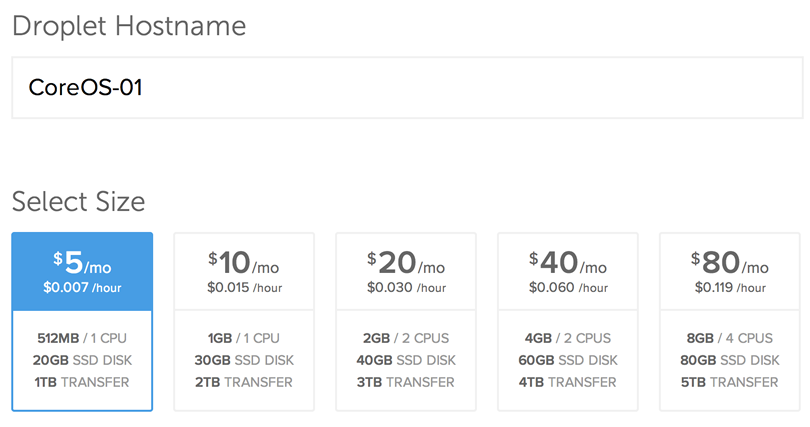 Droplet Hostname
CoreOS-01
Select Size
$5/mo
$0.007 /hour
512MB / 1 CPU
20GB SSD DISK
1TB TRANSFER
$10/mo
$0.015 /hour
1GB / 1 CPU
30GB SSD DISK
2TB TRANSFER
$20/mo
$0.030 /hour
2GB / 2 CPUS
40GB SSD DISK
3TB TRANSFER
$40/mo
$0.060 /hour
4GB / 2 CPUS
60GB SSD DISK
4TB TRANSFER
$80/mo
$0.119 /hour
8GB / 4 CPUS
80GB SSD DISK
5TB TRANSFER